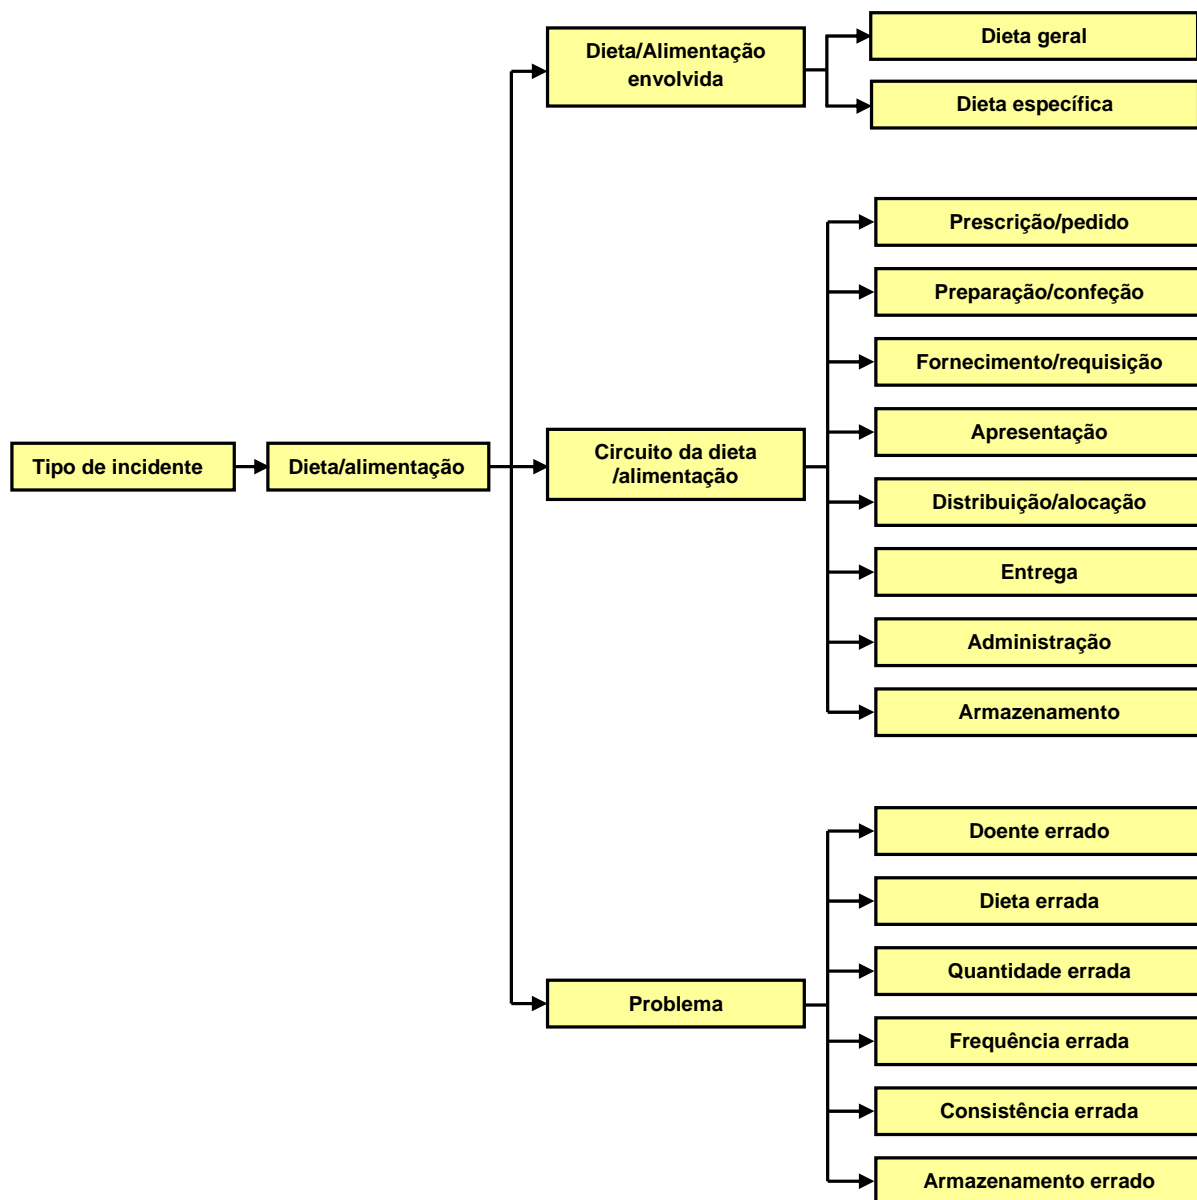 Tipo de incidente
Dieta/alimentação
Dieta/Alimentação
envolvida
Dieta geral
Dieta específica
Circuito da dieta
/alimentação
Prescrição/pedido
Preparação/confeção
Fornecimento/requisição
Apresentação
Distribuição/alocação
Entrega
Administração
Armazenamento
Problema
Doente errado
Dieta errada
Quantidade errada
Frequência errada
Consistência errada
Armazenamento errado